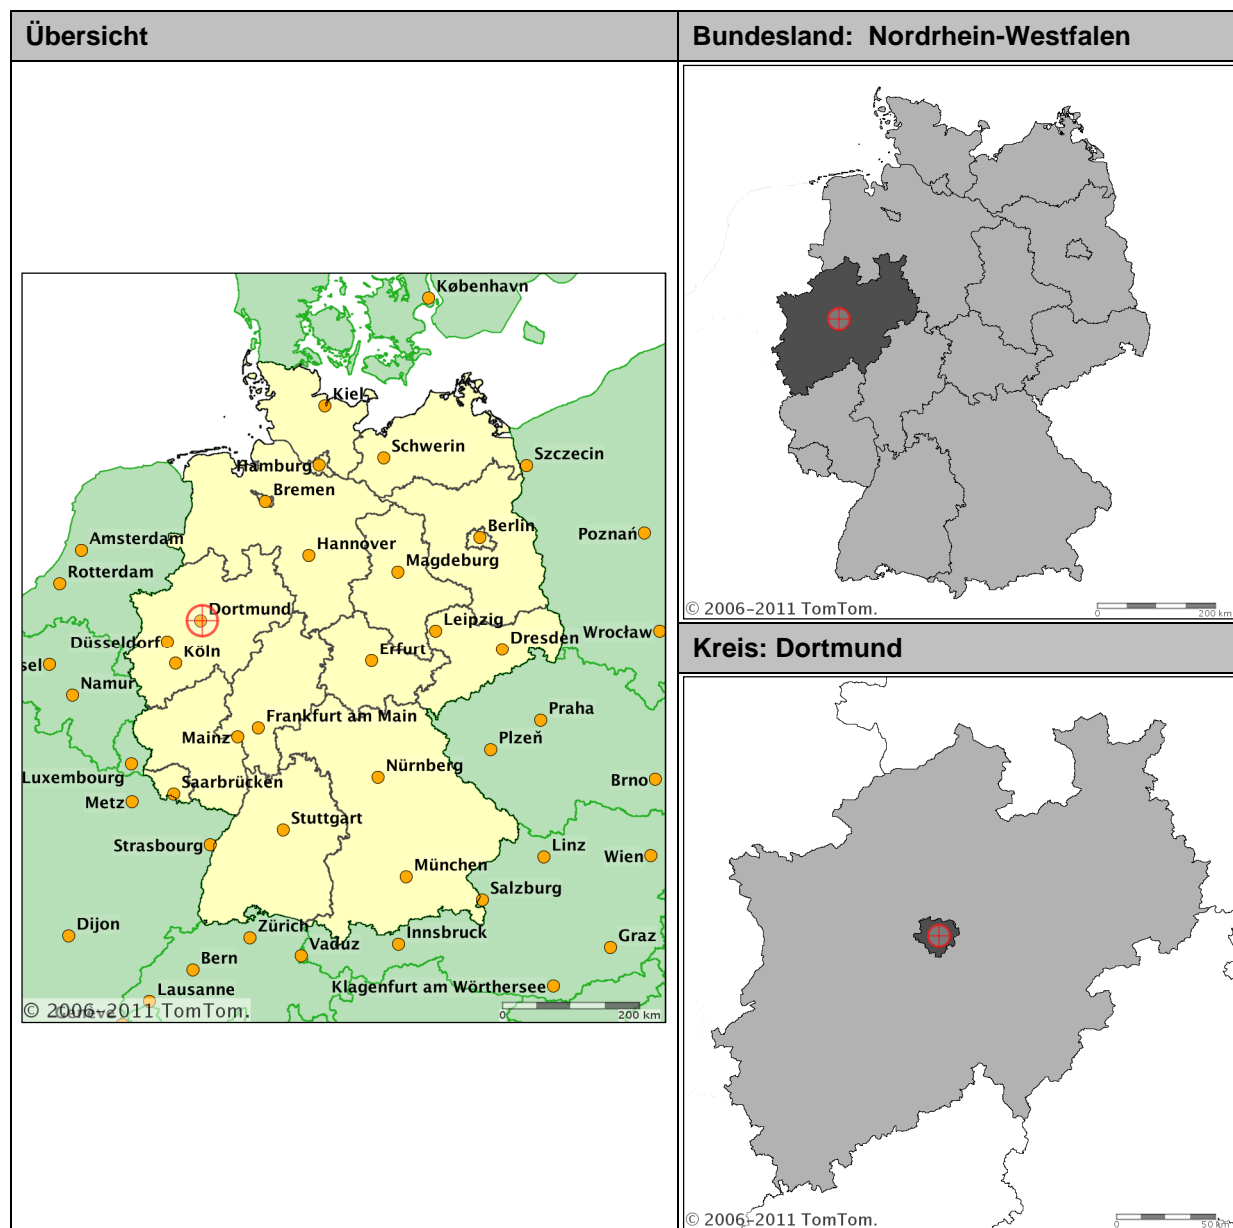 Übersicht
Bundesland: Nordrhein-Westfalen
København
Kiel
Schwerin
Szczecin
Hamburg
Bremen
Berlin
Poznań
Amsterdam
Hannover
Magdeburg
Rotterdam
Dortmund
Leipzig
Düsseldorf
Dresden
Wrocław
Köln
Erfurt
sel
Namur
Praha
Frankfurt am Main
Mainz
Plzeň
Luxembourg
Nürnberg
Brno
Saarbrücken
Metz
Stuttgart
Strasbourg
Linz
Wien
München
Salzburg
Dijon
Zürich
Innsbruck
Graz
Vaduz
Bern
Klagenfurt am Wörthersee
Lausanne
Genève
© 2006-2011 TomTom.
0 200 km
© 2006-2011 TomTom.
0 200 km
Kreis: Dortmund
© 2006-2011 TomTom.
0 50 km